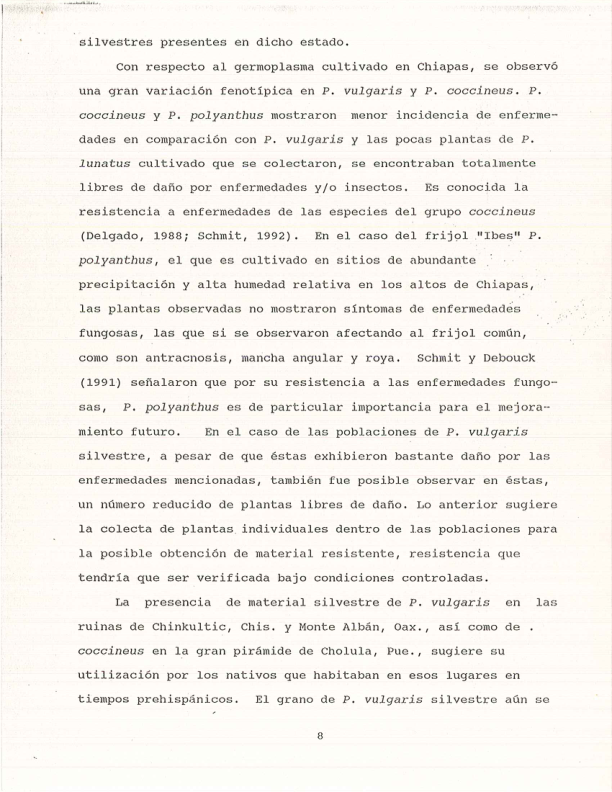 silvestres presentes en dicho estado.
Con respecto al germoplasma cultivado en Chiapas, se observó
una gran variación fenotípica en P. vulgaris y P. coccineus. P.
coccineus y P. polyanthus mostraron menor incidencia de enferme-
dades en comparación con P. vulgaris y las pocas plantas de P.
lunatus cultivado que se colectaron, se encontraban totalmente
libres de daño por enfermedades y/o insectos. Es conocida la
resistencia a enfermedades de las especies del grupo coccineus
(Delgado, 1988; Schmit, 1992). En el caso del frijol "Ibes" P.
polyanthus, el que es cultivado en sitios de abundante
precipitación y alta humedad relativa en los altos de Chiapas,
las plantas observadas no mostraron síntomas de enfermedades
fungosas, las que si se observaron afectando al frijol común,
como son antracnosis, mancha angular y roya. Schmit y Debouck
(1991) señalaron que por su resistencia a las enfermedades fungo-
sas, P. polyanthus es de particular importancia para el mejora-
miento futuro. En el caso de las poblaciones de P. vulgaris
silvestre, a pesar de que éstas exhibieron bastante daño por las
enfermedades mencionadas, también fue posible observar en éstas,
un número reducido de plantas libres de daño. Lo anterior sugiere
la colecta de plantas individuales dentro de las poblaciones para
la posible obtención de material resistente, resistencia que
tendría que ser verificada bajo condiciones controladas.
La presencia de material silvestre de P. vulgaris en las
ruinas de Chinkultic, Chis. y Monte Albán, Oax., así como de .
coccineus en la gran pirámide de Cholula, Pue., sugiere su
utilización por los nativos que habitaban en esos lugares en
tiempos prehispánicos. El grano de P. vulgaris silvestre aún se
8